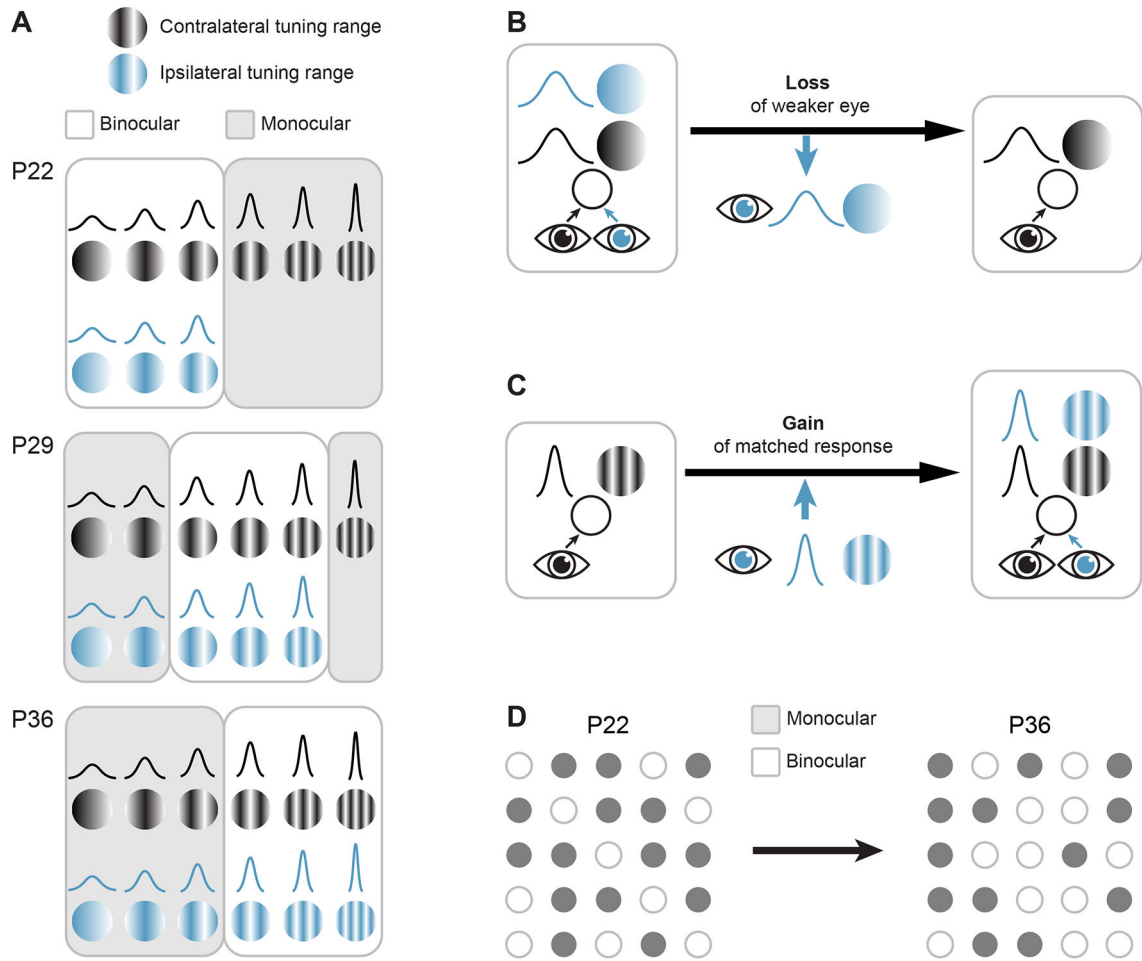 A
Contralateral tuning range
Ipsilateral tuning range
Binocular
Monocular
P22
P29
P36
B
Loss
of weaker eye
C
Gain
of matched response
D
P22
Monocular
Binocular
P36